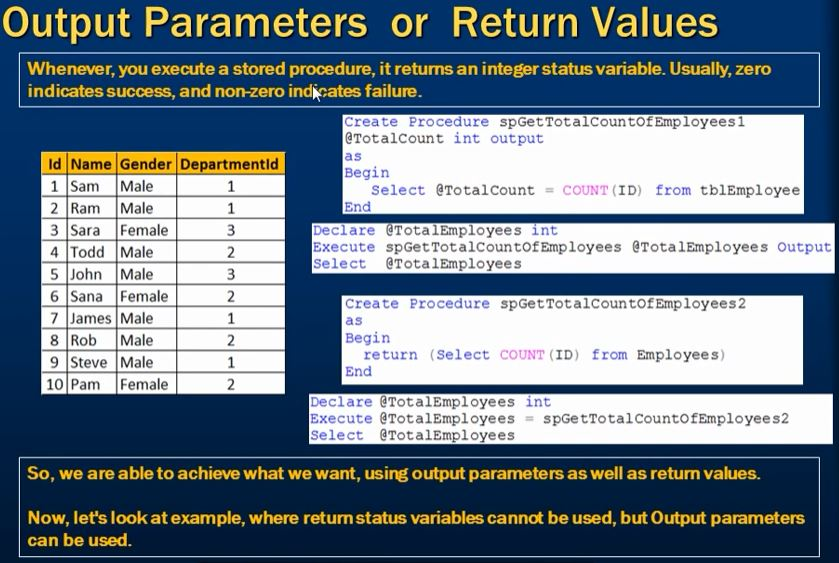 Output Parameters or Return Values
Whenever, you execute a stored procedure, it returns an integer status variable. Usually, zero
indicates success, and non-zero indicates failure.
Id Name Gender DepartmentId
1 Sam Male 1
2 Ram Male 1
3 Sara Female 3
4 Todd Male 2
5 John Male 3
6 Sana Female 2
7 James Male 1
8 Rob Male 2
9 Steve Male 1
10 Pam Female 2
Create Procedure spGetTotalCountOfEmployees1
@TotalCount int output
as
Begin
Select @TotalCount = COUNT(ID) from tblEmployee
End
Declare @TotalEmployees int
Execute spGetTotalCountOfEmployees @TotalEmployees Output
Select @TotalEmployees
Create Procedure spGetTotalCountOfEmployees2
as
Begin
return (Select COUNT(ID) from Employees)
End
Declare @TotalEmployees int
Execute @TotalEmployees = spGetTotalCountOfEmployees2
Select @TotalEmployees
So, we are able to achieve what we want, using output parameters as well as return values.
Now, let's look at example, where return status variables cannot be used, but Output parameters
can be used.